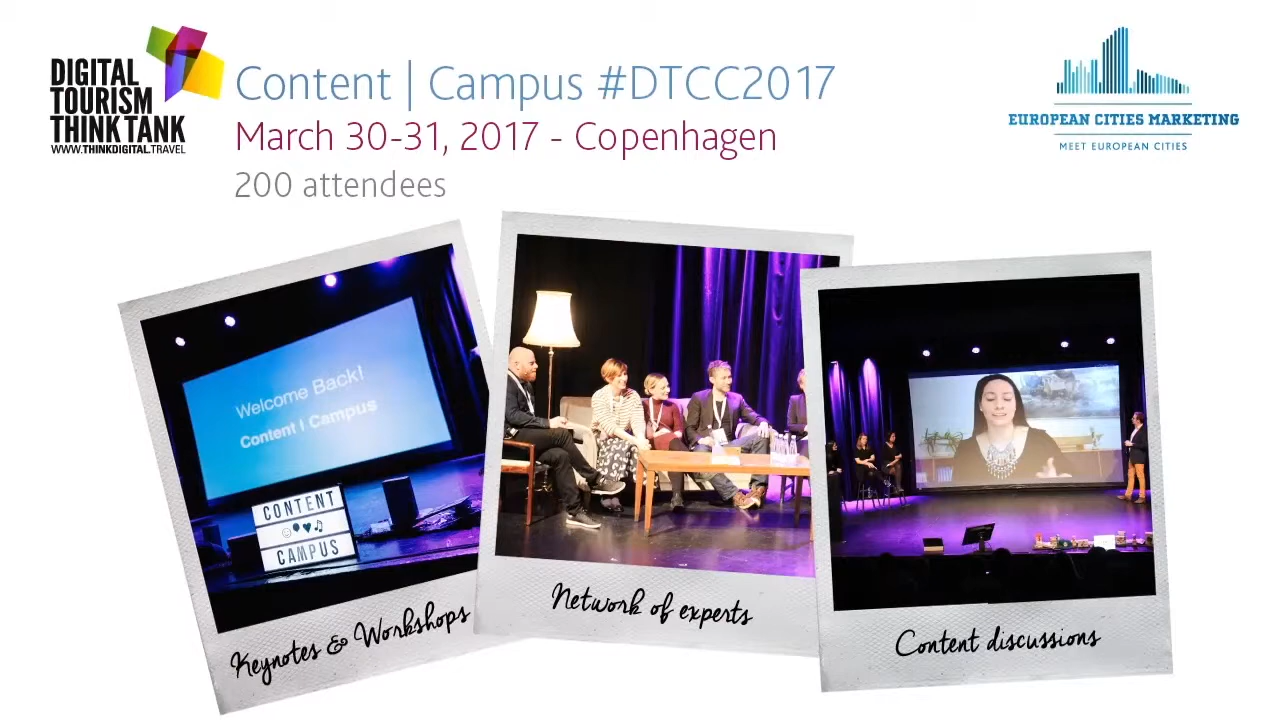 DIGITAL
TOURISM
THINK TANK
WWW.THINKDIGITAL.TRAVEL
Content | Campus #DTCC2017
March 30-31, 2017 - Copenhagen
200 attendees
EUROPEAN CITIES MARKETING
MEET EUROPEAN CITIES
Welcome Back!
Content | Campus
CONTENT
CAMPUS
Keynotes & Workshops
Network of experts
Content discussions